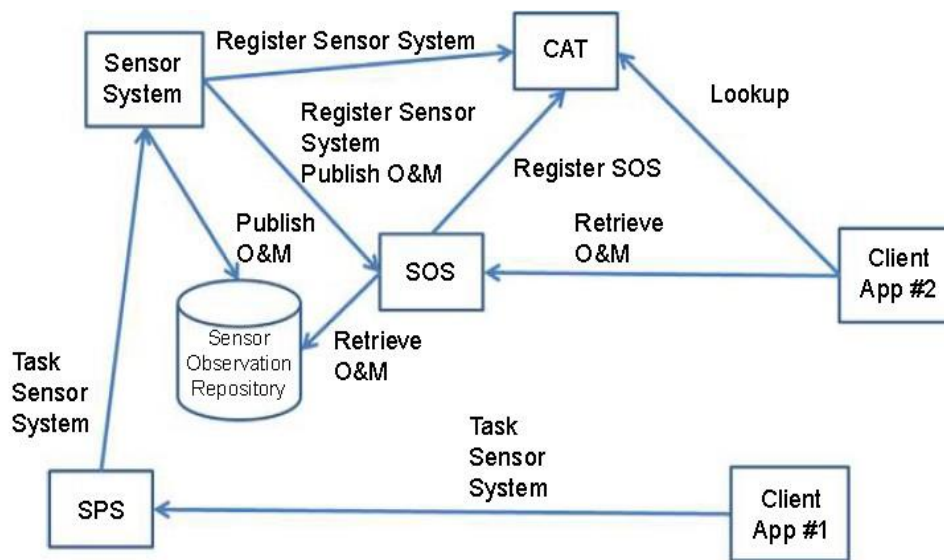 Register Sensor System
Sensor
System
CAT
Lookup
Register Sensor
System
Publish O&M
Register SOS
Publish
O&M
SOS
Retrieve
O&M
Client
App #2
Sensor
Observation
Repository
Retrieve
O&M
Task
Sensor
System
SPS
Task
Sensor
System
Client
App #1